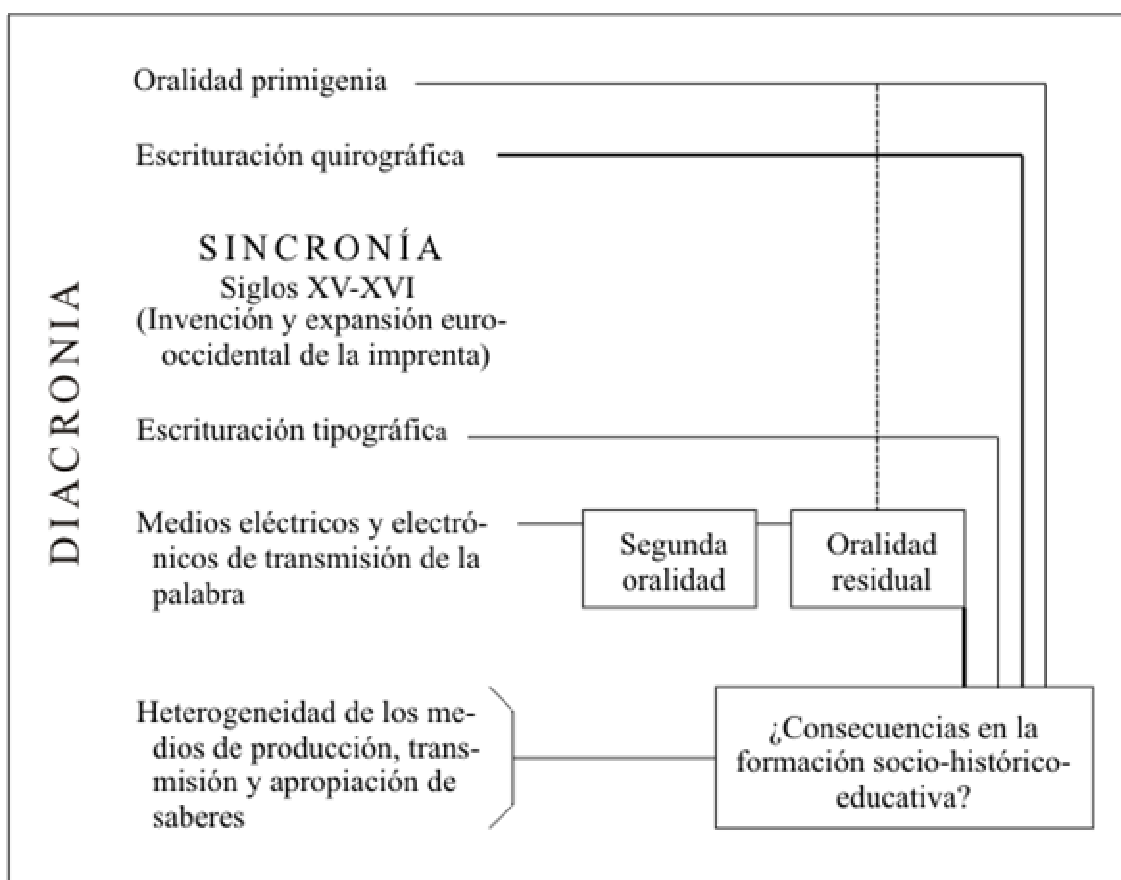 Oralidad primigenia
Escrituración quirográfica
SINCRONÍA
Siglos XV-XVI
(Invención y expansión euro-
occidental de la imprenta)
DIACRONIA
Escrituración tipográfica
Medios eléctricos y electró-
nicos de transmisión de la
palabra
Segunda
oralidad
Oralidad
residual
Heterogeneidad de los me-
dios de producción, trans-
misión y apropiación de
saberes
¿Consecuencias en la
formación socio-histórico-
educativa?